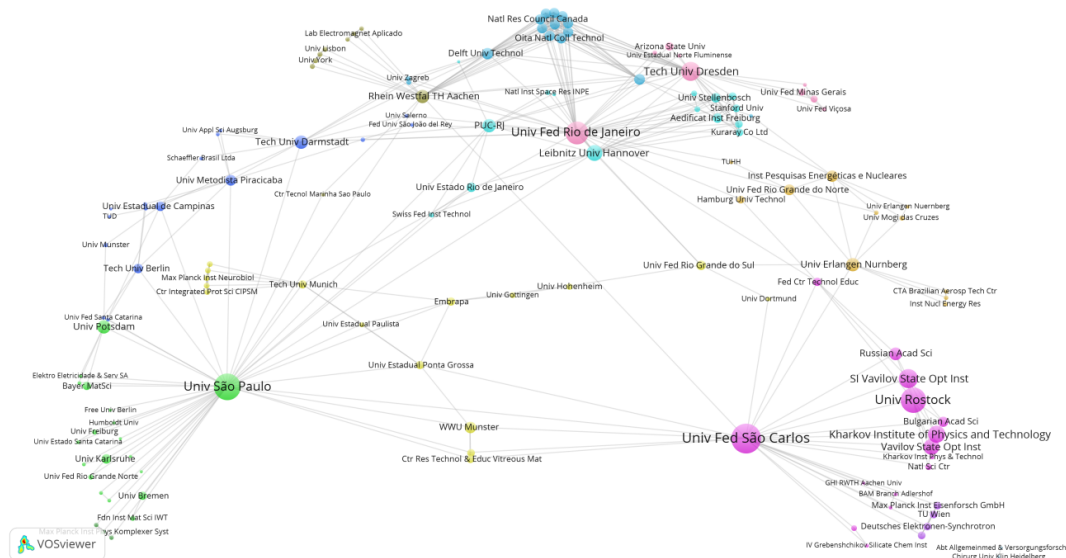 Natl Res Council Canada
Lab Electromagnet Aplicado
Oita Natl Coll Technol
Univ Lisbon
Arizona State Univ
Delft Univ Technol
Univ Estadual Norte Fluminense
Univ York
Tech Univ Dresden
Univ Zagreb
Natl Inst Space Res INPE
Univ Fed Minas Gerais
Rhein Westfal TH Aachen
Univ Stellenbosch
Stanford Univ
Univ Fed Viçosa
Univ Salerno
Aedificat Inst Freiburg
Fed Univ São João del Rey
PUC-RJ
Univ Appl Sci Augsburg
Univ Fed Rio de Janeiro
Kuraray Co Ltd
Tech Univ Darmstadt
Leibnitz Univ Hannover
Schaeffler Brasil Ltda
TUHH
Inst Pesquisas Energéticas e Nucleares
Univ Metodista Piracicaba
Univ Estado Rio de Janeiro
Univ Fed Rio Grande do Norte
Ctr Tecnol Maninha Sao Paulo
Hamburg Univ Technol
Univ Estadual de Campinas
Univ Erlangen Nuernberg
TUD
Swiss Fed Inst Technol
Univ Mogi das Cruzes
Univ Munster
Univ Fed Rio Grande do Sul
Univ Erlangen Nurnberg
Tech Univ Berlin
Max Planck Inst Neurobiol
Fed Ctr Technol Educ
Tech Univ Munich
Univ Hohenheim
Ctr Integrated Prot Sci CIPSM
CTA Brazilian Aerosp Tech Ctr
Univ Gottingen
Univ Dortmund
Embrapa
Inst Nucl Energy Res
Univ Fed Santa Catarina
Univ Potsdam
Univ Estadual Paulista
Russian Acad Sci
Univ Estadual Ponta Grossa
Elektro Eletricidade & Serv SA
SI Vavilov State Opt Inst
Bayer MatSci
Univ São Paulo
Univ Rostock
Free Univ Berlin
Humboldt Univ
Bulgarian Acad Sci
WWU Munster
Univ Freiburg
Kharkov Institute of Physics and Technology
Univ Fed São Carlos
Univ Estado Santa Catarina
Vavilov State Opt Inst
Kharkov Inst Phys & Technol
Univ Karlsruhe
Ctr Res Technol & Educ Vitreous Mat
Natl Sci Ctr
Univ Fed Rio Grande Norte
GHI RWTH Aachen Univ
Univ Bremen
BAM Branch Adlershof
Max Planck Inst Eisenforsch GmbH
TU Wien
Fdn Inst Mat Sci IWT
Deutsches Elektronen-Synchrotron
Max Planck Inst Phys Komplexer Syst
VOSviewer
IV Grebenshchikov Silicate Chem Inst
Abt Allgemeinmed & Versorgungsforsch
Chirurg Univ Klin Heidelberg